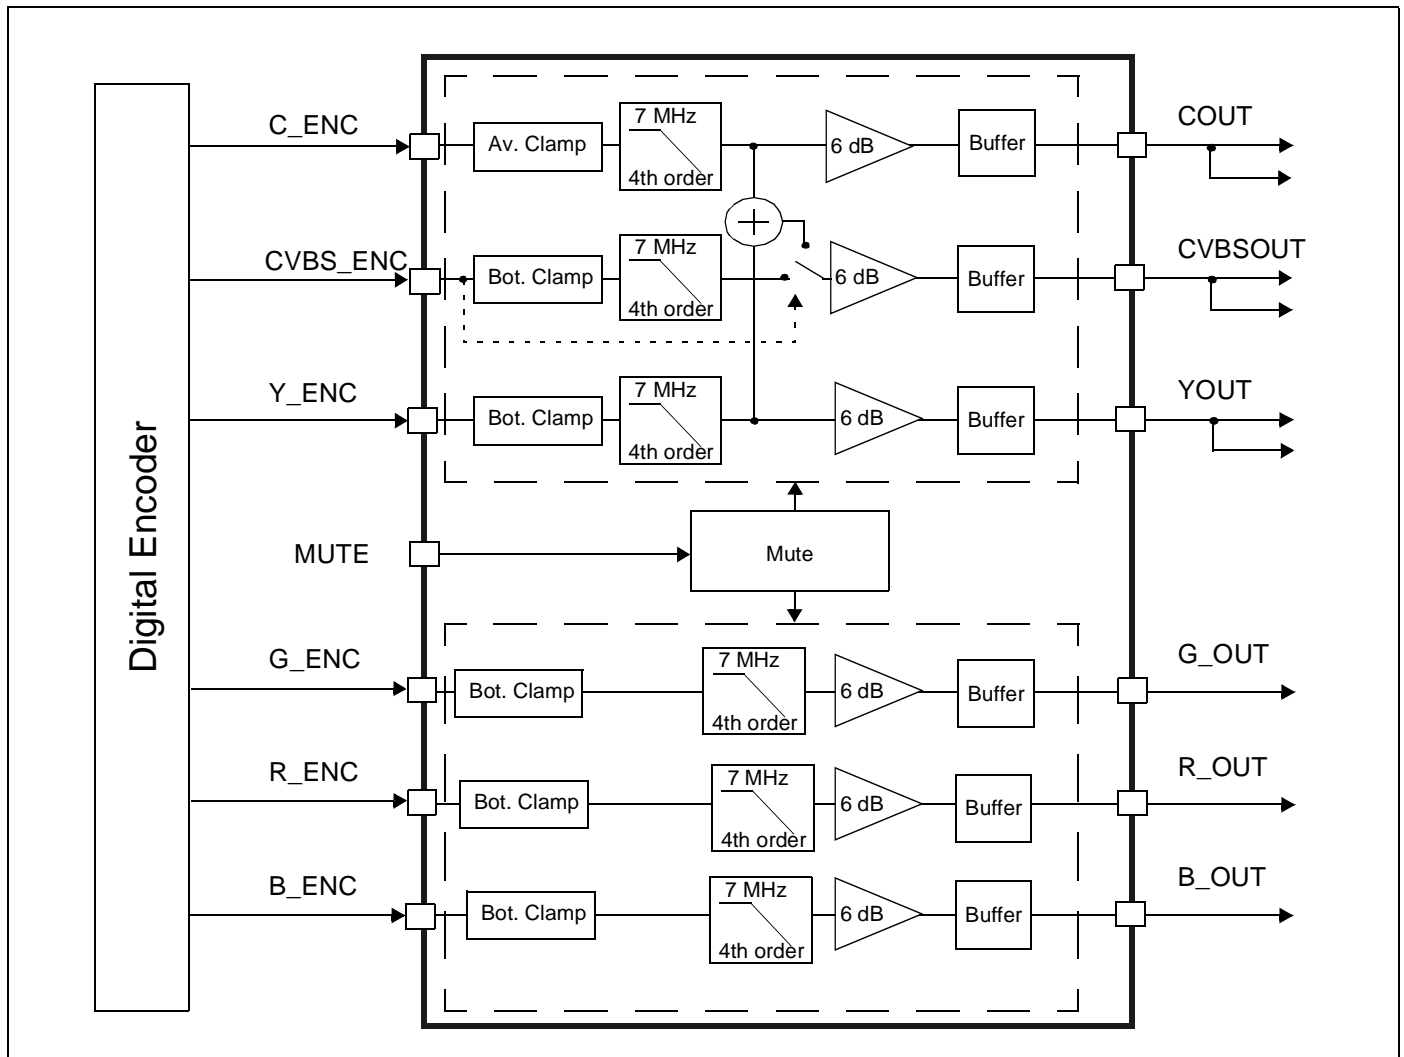 C_ENC
Av. Clamp
7 MHz
4th order
6 dB
Buffer
COUT
CVBS_ENC
Bot. Clamp
7 MHz
4th order
6 dB
Buffer
CVBSOUT
Y_ENC
Bot. Clamp
7 MHz
4th order
6 dB
Buffer
YOUT
Digital Encoder
MUTE
Mute
G_ENC
Bot. Clamp
7 MHz
4th order
6 dB
Buffer
G_OUT
R_ENC
Bot. Clamp
7 MHz
4th order
6 dB
Buffer
R_OUT
B_ENC
Bot. Clamp
7 MHz
4th order
6 dB
Buffer
B_OUT